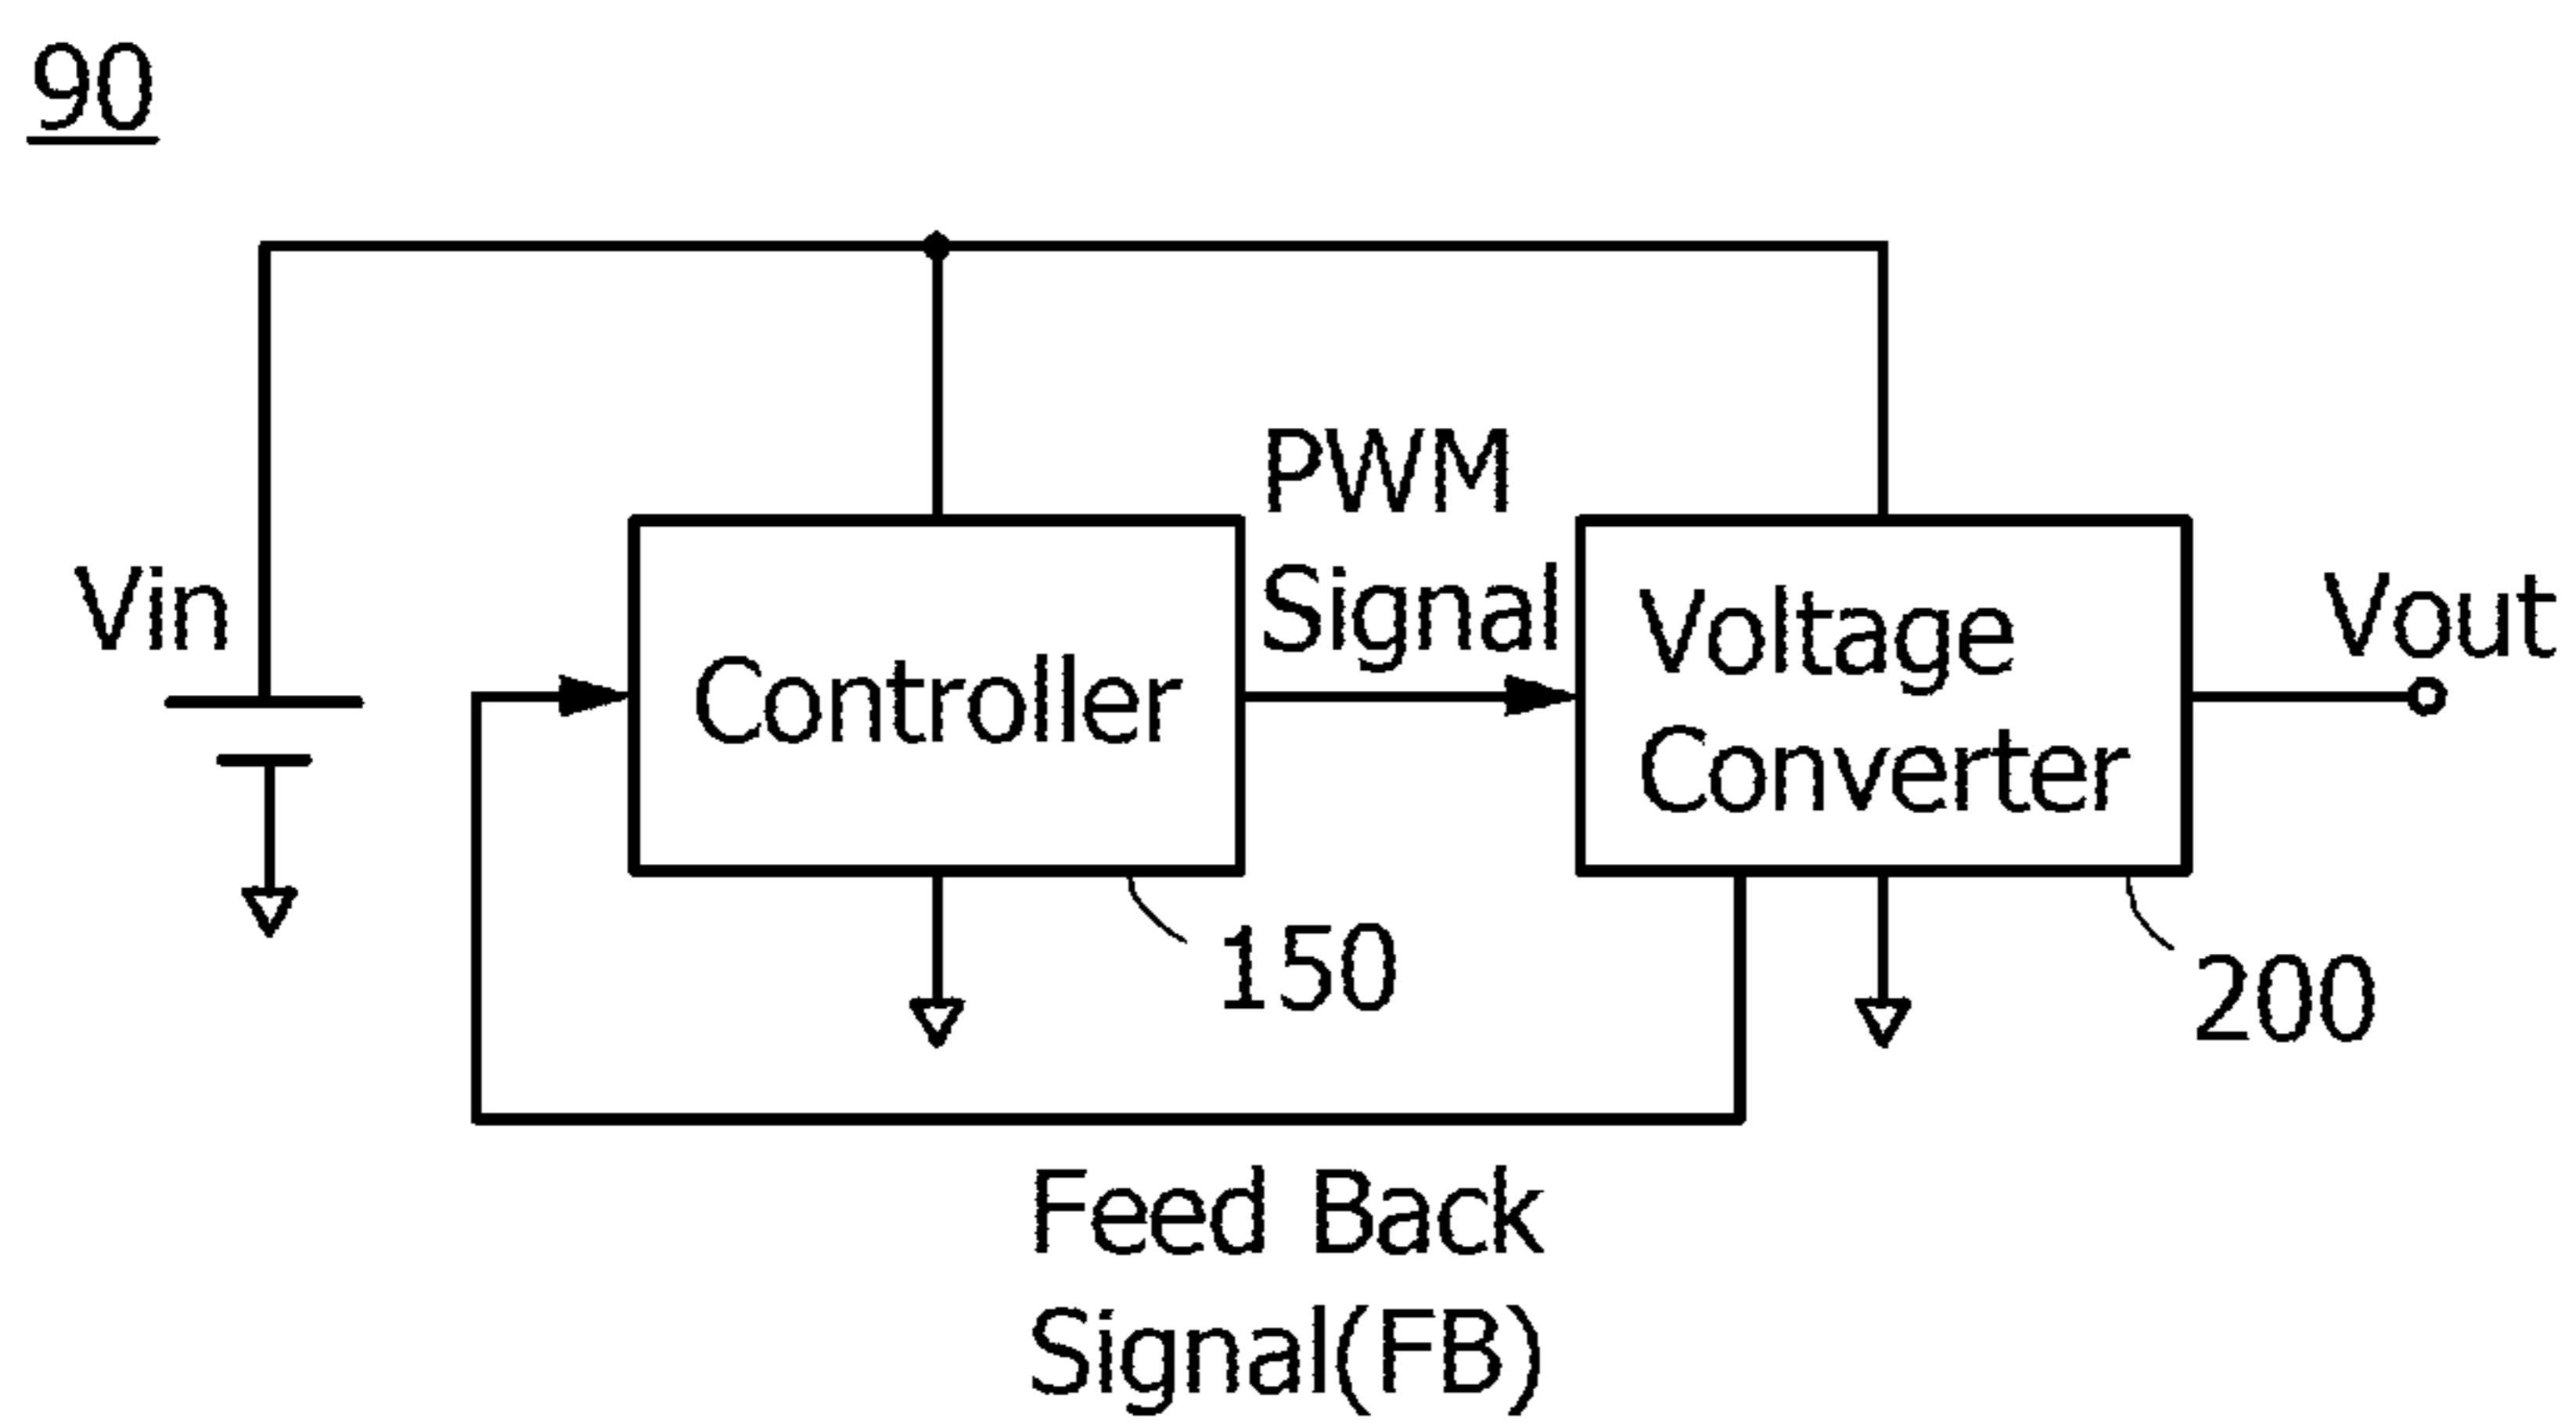 90
PWM
Signal
Vin
Controller
Voltage
Converter
Vout
150
200
Feed Back
Signal(FB)